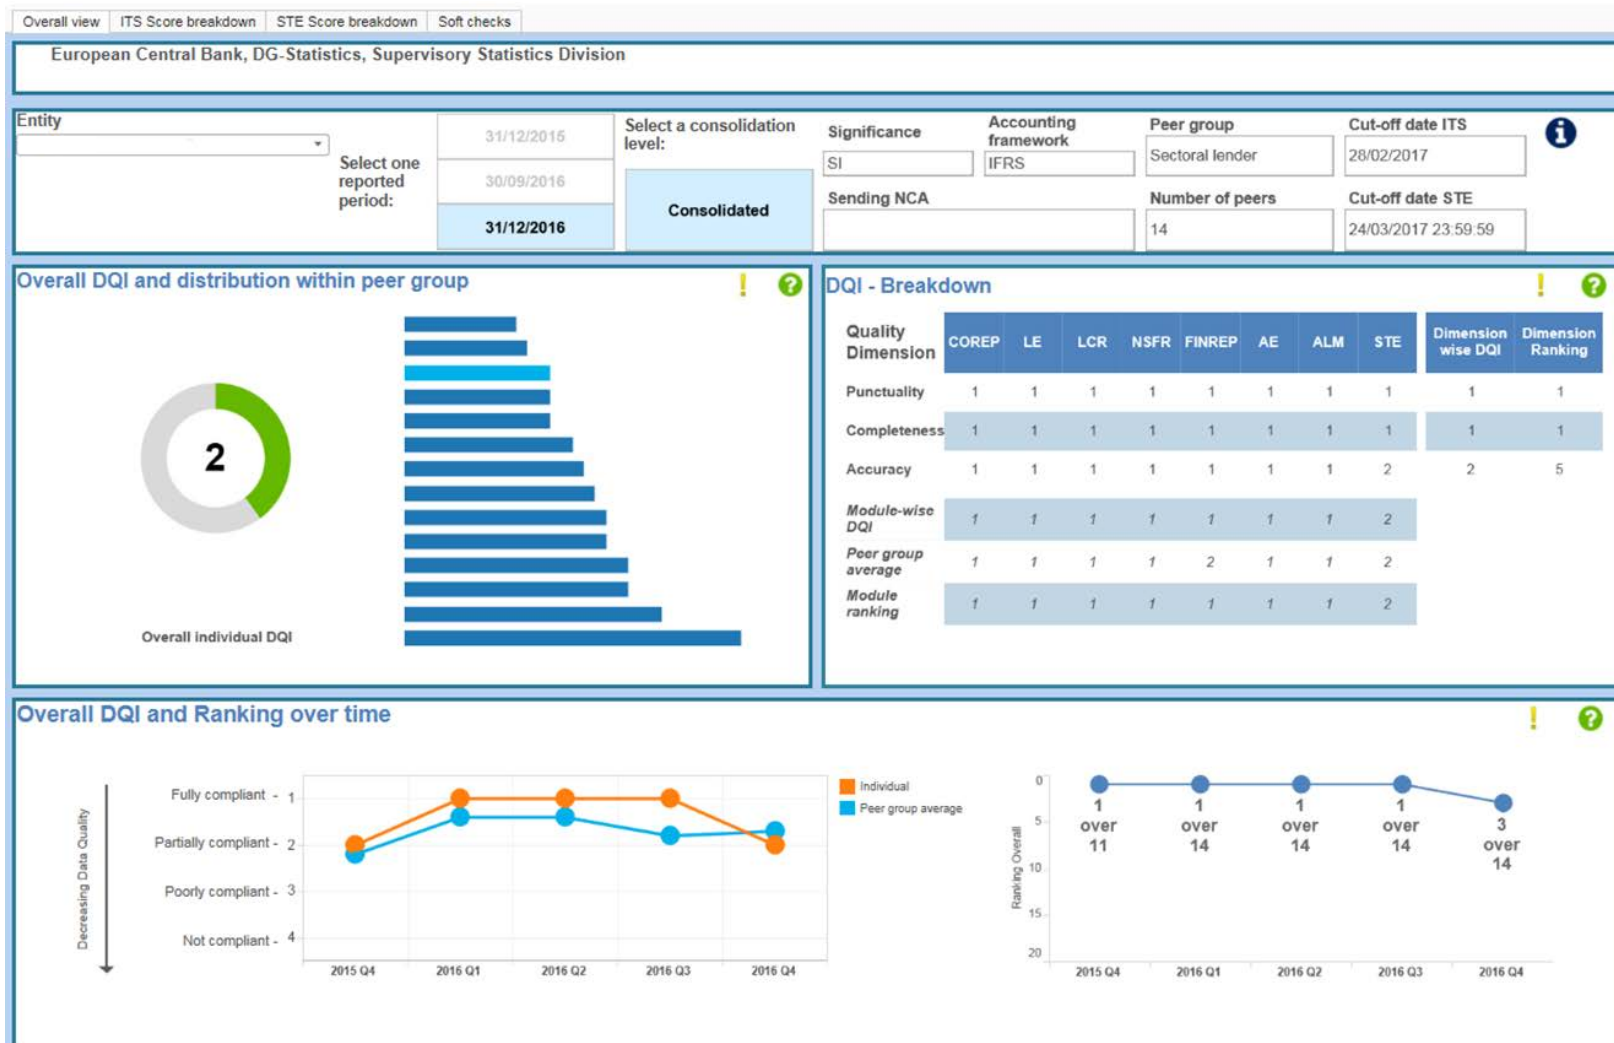 Overall view ITS Score breakdown STE Score breakdown Soft checks
European Central Bank, DG-Statistics, Supervisory Statistics Division
Entity
Select one reported period:
31/12/2016
30/09/2016
31/12/2016
Select a consolidation level:
Consolidated
Significance
SI
Accounting framework
IFRS
Peer group
Sectoral lender
Cut-off date ITS
28/02/2017
Sending NCA
Number of peers
14
Cut-off date STE
24/03/2017 23:59:59
Overall DQI and distribution within peer group
! ?
2
Overall individual DQI
DQI - Breakdown
! ?
Quality Dimension COREP LE LCR NSFR FINREP AE ALM STE Dimension wise DQI Dimension Ranking
Punctuality 1 1 1 1 1 1 1 1 1 1
Completeness 1 1 1 1 1 1 1 1 1 1
Accuracy 1 1 1 1 1 1 1 2 2 5
Module-wise DQI 1 1 1 1 1 1 1 2
Peer group average 1 1 1 1 2 1 1 2
Module ranking 1 1 1 1 1 1 1 2
Overall DQI and Ranking over time
! ?
Decreasing Data Quality
Fully compliant - 1
Partially compliant - 2
Poorly compliant - 3
Not compliant - 4
2015 Q4 2016 Q1 2016 Q2 2016 Q3 2016 Q4
Individual
Peer group average
Ranking Overall
0
5
10
15
20
1 over 11
1 over 14
1 over 14
1 over 14
3 over 14
2015 Q4 2016 Q1 2016 Q2 2016 Q3 2016 Q4